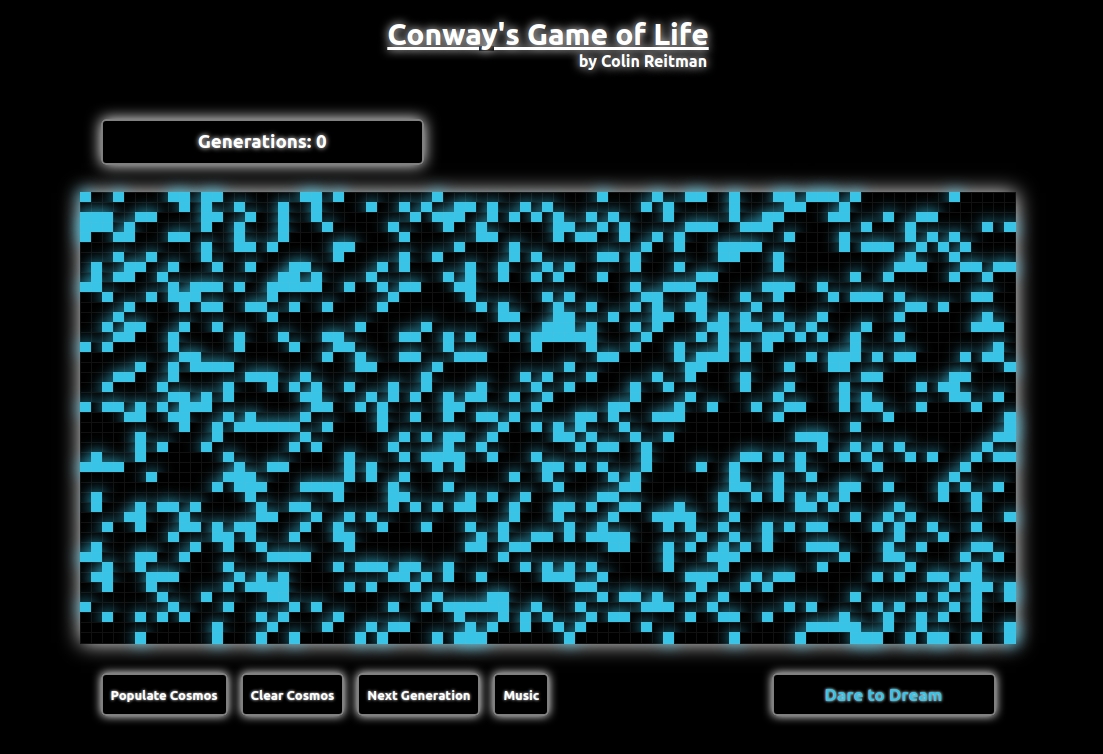 Conway's Game of Life
by Colin Reitman
Generations: 0
Populate Cosmos
Clear Cosmos
Next Generation
Music
Dare to Dream